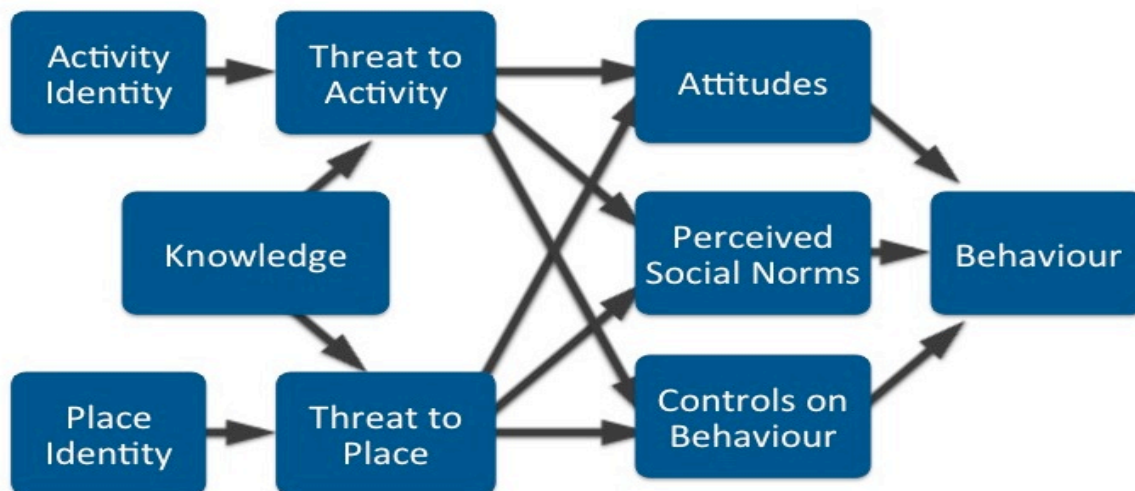 Activity
Identity
Threat to
Activity
Attitudes
Knowledge
Perceived
Social Norms
Behaviour
Place
Identity
Threat to
Place
Controls on
Behaviour